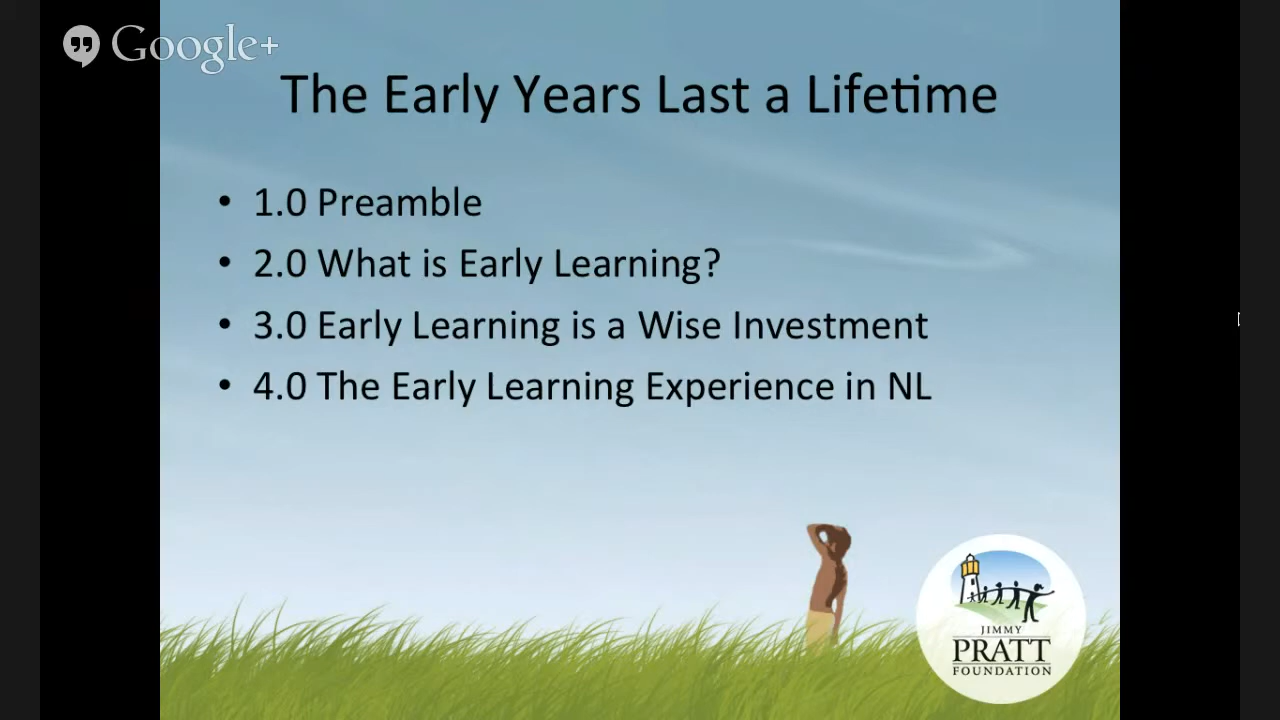 Google+
The Early Years Last a Lifetime
• 1.0 Preamble
• 2.0 What is Early Learning?
• 3.0 Early Learning is a Wise Investment
• 4.0 The Early Learning Experience in NL
JIMMY
PRATT
FOUNDATION